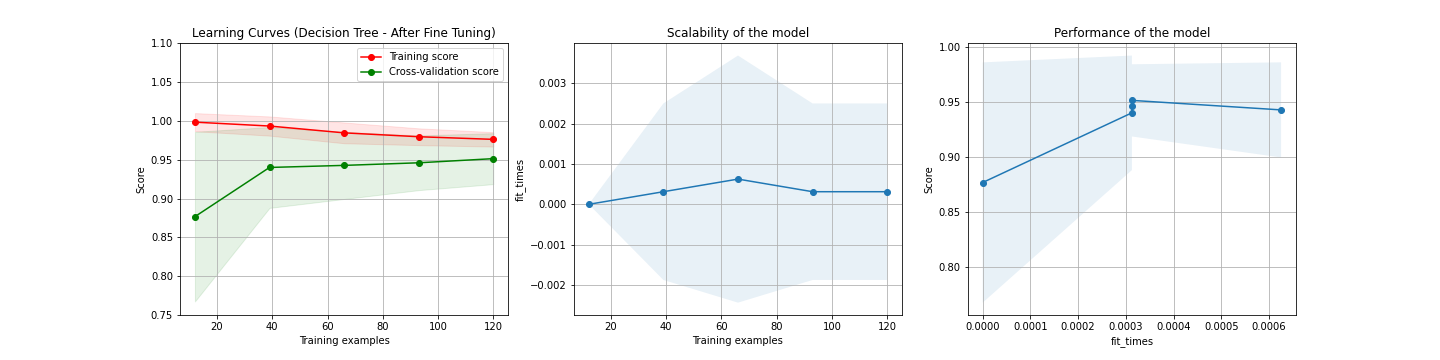 Learning Curves (Decision Tree - After Fine Tuning)
Training score
Cross-validation score
1.10
1.05
1.00
0.95
0.90
0.85
0.80
0.75
Score
20 40 60 80 100 120
Training examples
Scalability of the model
0.003
0.002
0.001
0.000
−0.001
−0.002
fit_times
20 40 60 80 100 120
Training examples
Performance of the model
1.00
0.95
0.90
0.85
0.80
Score
0.0000 0.0001 0.0002 0.0003 0.0004 0.0005 0.0006
fit_times